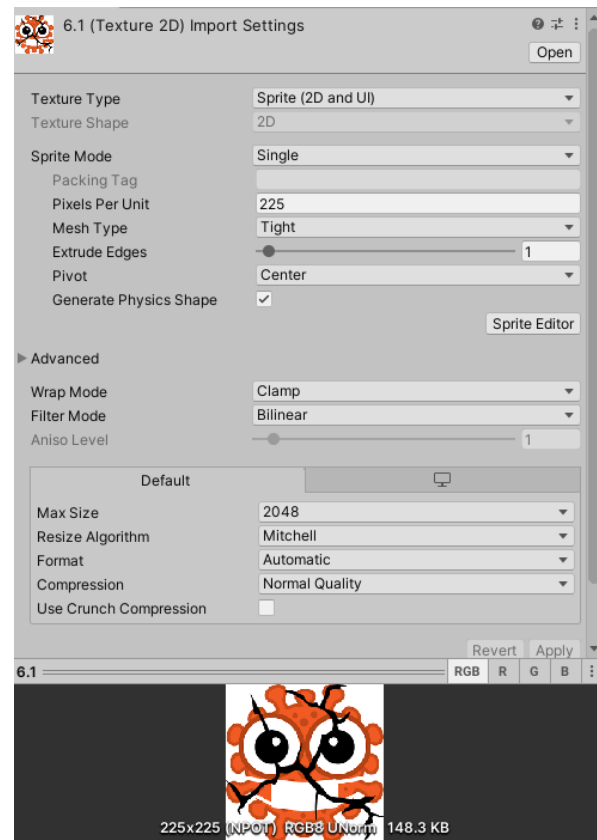 6.1 (Texture 2D) Import Settings
Open
Texture Type Sprite (2D and UI)
Texture Shape 2D
Sprite Mode Single
Packing Tag
Pixels Per Unit 225
Mesh Type Tight
Extrude Edges 1
Pivot Center
Generate Physics Shape
Sprite Editor
Advanced
Wrap Mode Clamp
Filter Mode Bilinear
Aniso Level 1
Default
Max Size 2048
Resize Algorithm Mitchell
Format Automatic
Compression Normal Quality
Use Crunch Compression
Revert Apply
6.1 RGB R G B
225x225 (NPOT) RGB8 UNorm 148.3 KB